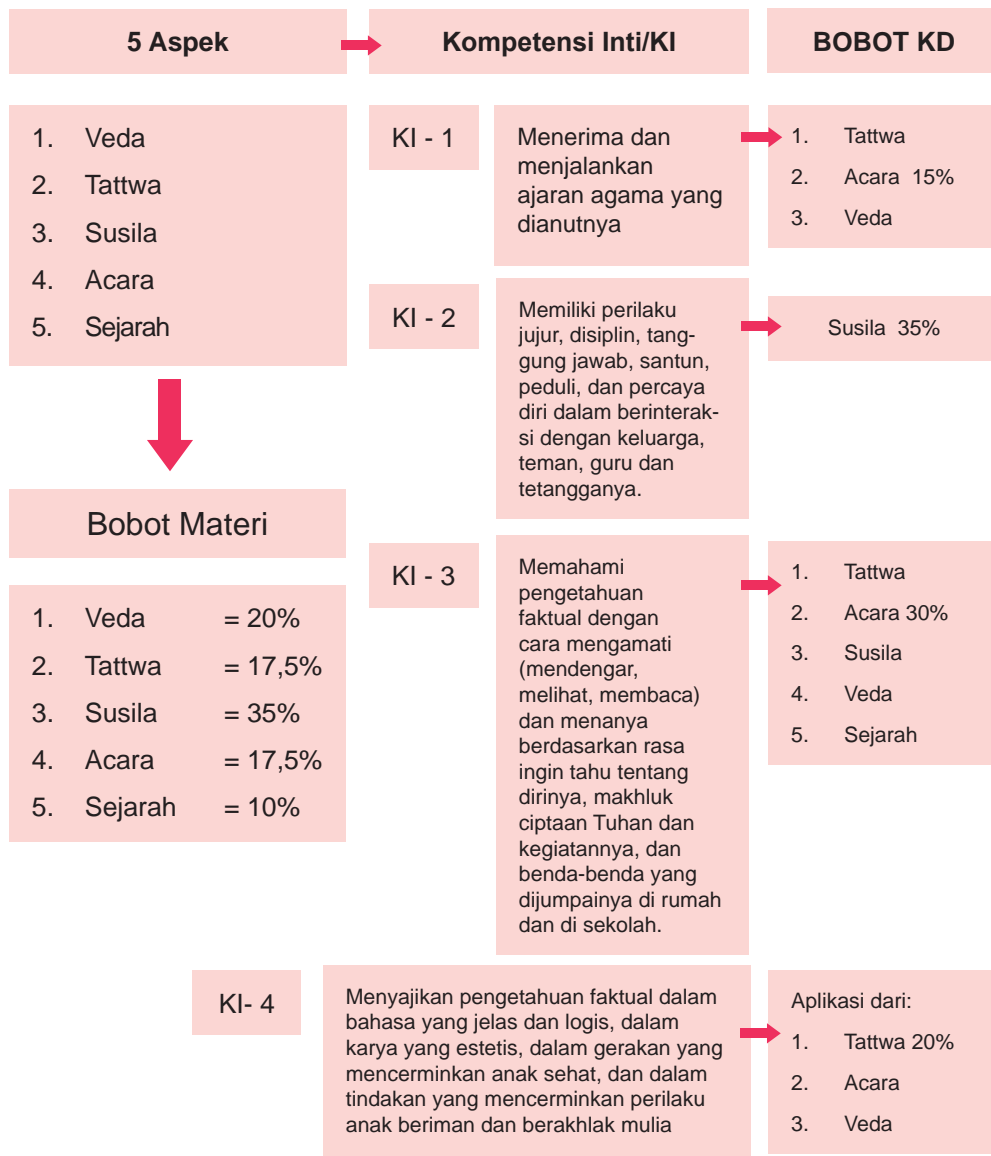 5 Aspek
Kompetensi Inti/KI
BOBOT KD
1. Veda
2. Tattwa
3. Susila
4. Acara
5. Sejarah
Bobot Materi
1. Veda = 20%
2. Tattwa = 17,5%
3. Susila = 35%
4. Acara = 17,5%
5. Sejarah = 10%
KI - 1
Menerima dan
menjalankan
ajaran agama yang
dianutnya
1. Tattwa
2. Acara 15%
3. Veda
KI - 2
Memiliki perilaku
jujur, disiplin, tang-
gung jawab, santun,
peduli, dan percaya
diri dalam berinterak-
si dengan keluarga,
teman, guru dan
tetangganya.
Susila 35%
KI - 3
Memahami
pengetahuan
faktual dengan
cara mengamati
(mendengar,
melihat, membaca)
dan menanya
berdasarkan rasa
ingin tahu tentang
dirinya, makhluk
ciptaan Tuhan dan
kegiatannya, dan
benda-benda yang
dijumpainya di rumah
dan di sekolah.
1. Tattwa
2. Acara 30%
3. Susila
4. Veda
5. Sejarah
KI- 4
Menyajikan pengetahuan faktual dalam
bahasa yang jelas dan logis, dalam
karya yang estetis, dalam gerakan yang
mencerminkan anak sehat, dan dalam
tindakan yang mencerminkan perilaku
anak beriman dan berakhlak mulia
Aplikasi dari:
1. Tattwa 20%
2. Acara
3. Veda